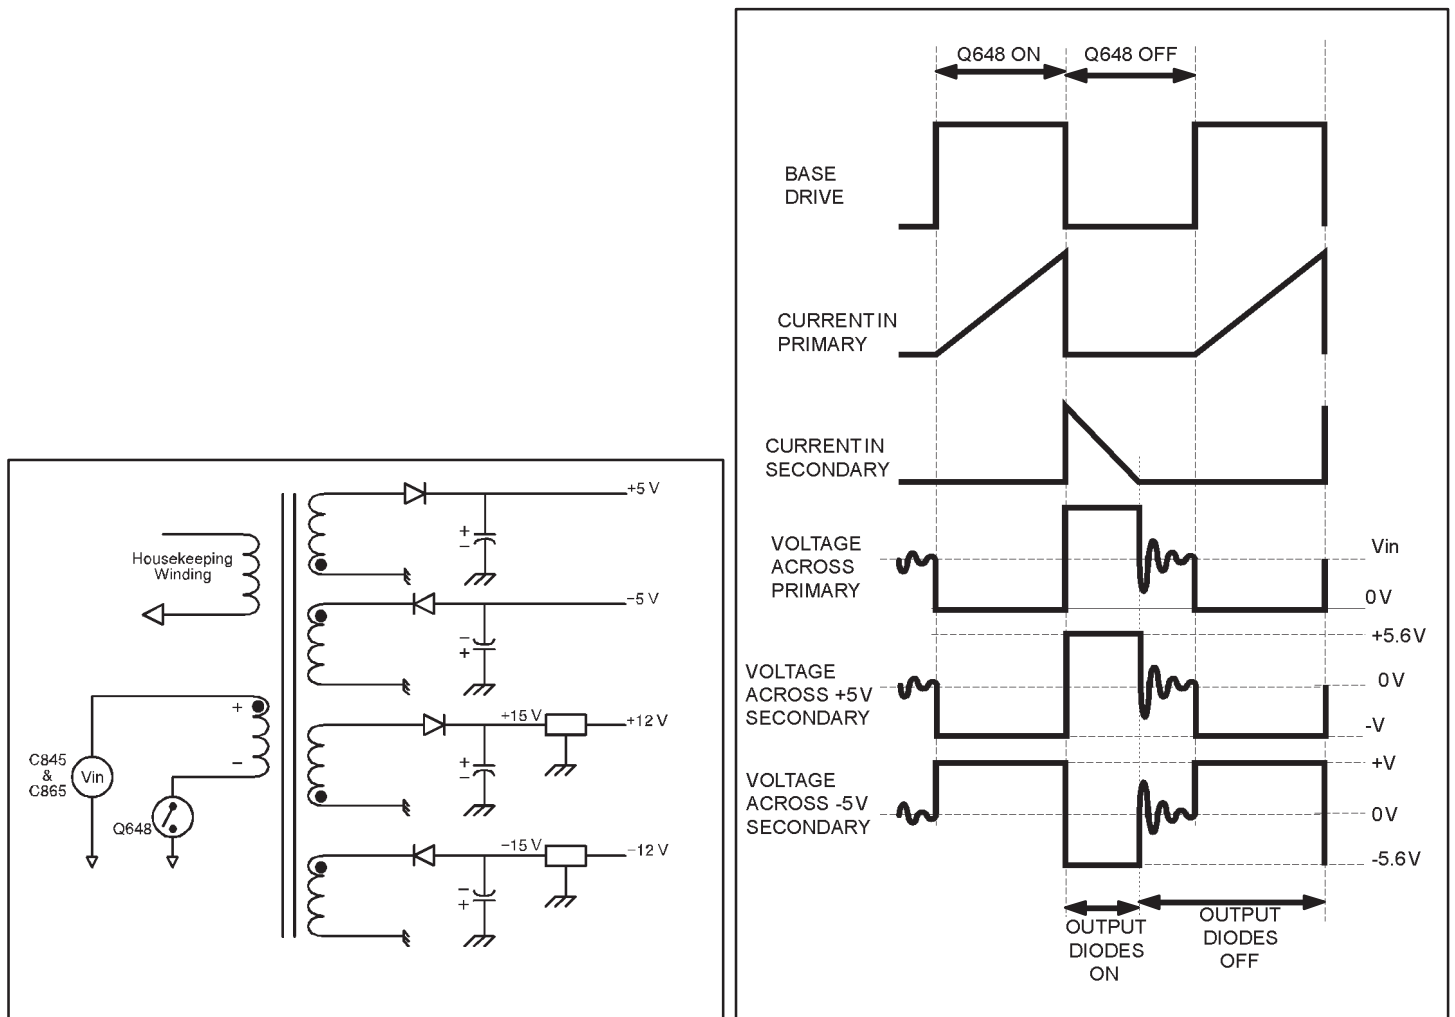 Housekeeping
Winding
+
−
C845
&
C865
Vin
Q648
+5 V
+
−
−5 V
−
+
+15 V
+12 V
+
−
−15 V
−12 V
−
+
Q648 ON
Q648 OFF
BASE
DRIVE
CURRENT IN
PRIMARY
CURRENT IN
SECONDARY
VOLTAGE
ACROSS
PRIMARY
Vin
0V
VOLTAGE
ACROSS +5V
SECONDARY
+5.6V
0V
-V
VOLTAGE
ACROSS -5V
SECONDARY
+V
0V
-5.6V
OUTPUT
DIODES
ON
OUTPUT
DIODES
OFF